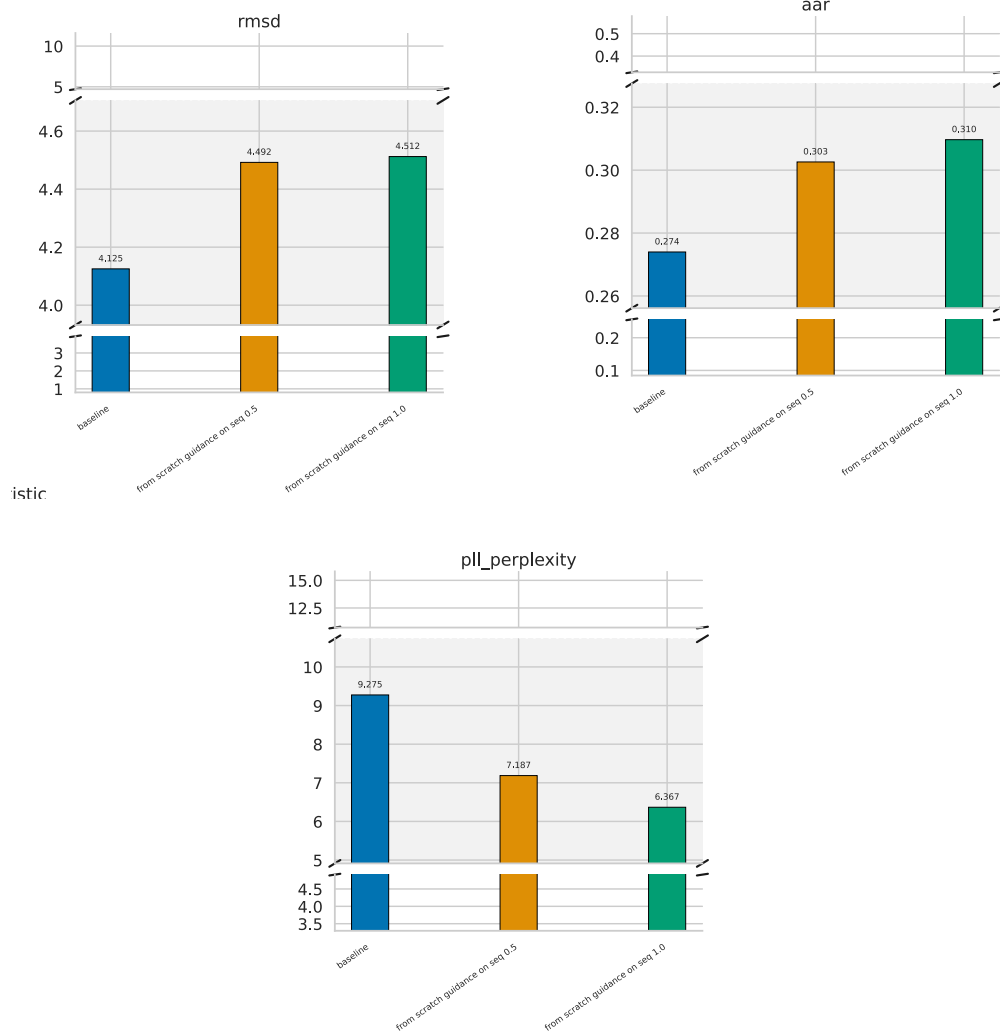 rmsd
10
5
4.6
4.4
4.2
4.0
3
2
1
4.125
4.492
4.512
baseline
from scratch guidance on seq 0.5
from scratch guidance on seq 1.0
aar
0.5
0.4
0.32
0.30
0.28
0.26
0.2
0.1
0.274
0.303
0.310
baseline
from scratch guidance on seq 0.5
from scratch guidance on seq 1.0
istic
pll_perplexity
15.0
12.5
10
9
8
7
6
5
4.5
4.0
3.5
9.275
7.187
6.367
baseline
from scratch guidance on seq 0.5
from scratch guidance on seq 1.0